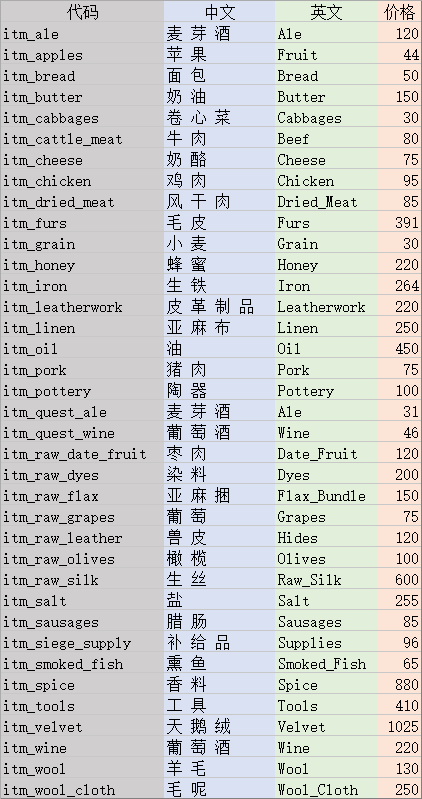 代码 中文 英文 价格
itm_ale 麦芽酒 Ale 120
itm_apples 苹果 Fruit 44
itm_bread 面包 Bread 50
itm_butter 奶油 Butter 150
itm_cabbages 卷心菜 Cabbages 30
itm_cattle_meat 牛肉 Beef 80
itm_cheese 奶酪 Cheese 75
itm_chicken 鸡肉 Chicken 95
itm_dried_meat 风干肉 Dried_Meat 85
itm_furs 毛皮 Furs 391
itm_grain 小麦 Grain 30
itm_honey 蜂蜜 Honey 220
itm_iron 生铁 Iron 264
itm_leatherwork 皮革制品 Leatherwork 220
itm_linen 亚麻布 Linen 250
itm_oil 油 Oil 450
itm_pork 猪肉 Pork 75
itm_pottery 陶器 Pottery 100
itm_quest_ale 麦芽酒 Ale 31
itm_quest_wine 葡萄酒 Wine 46
itm_raw_date_fruit 枣肉 Date_Fruit 120
itm_raw_dyes 染料 Dyes 200
itm_raw_flax 亚麻捆 Flax_Bundle 150
itm_raw_grapes 葡萄 Grapes 75
itm_raw_leather 兽皮 Hides 120
itm_raw_olives 橄榄 Olives 100
itm_raw_silk 生丝 Raw_Silk 600
itm_salt 盐 Salt 255
itm_sausages 腊肠 Sausages 85
itm_siege_supply 补给品 Supplies 96
itm_smoked_fish 熏鱼 Smoked_Fish 65
itm_spice 香料 Spice 880
itm_tools 工具 Tools 410
itm_velvet 天鹅绒 Velvet 1025
itm_wine 葡萄酒 Wine 220
itm_wool 羊毛 Wool 130
itm_wool_cloth 毛呢 Wool_Cloth 250